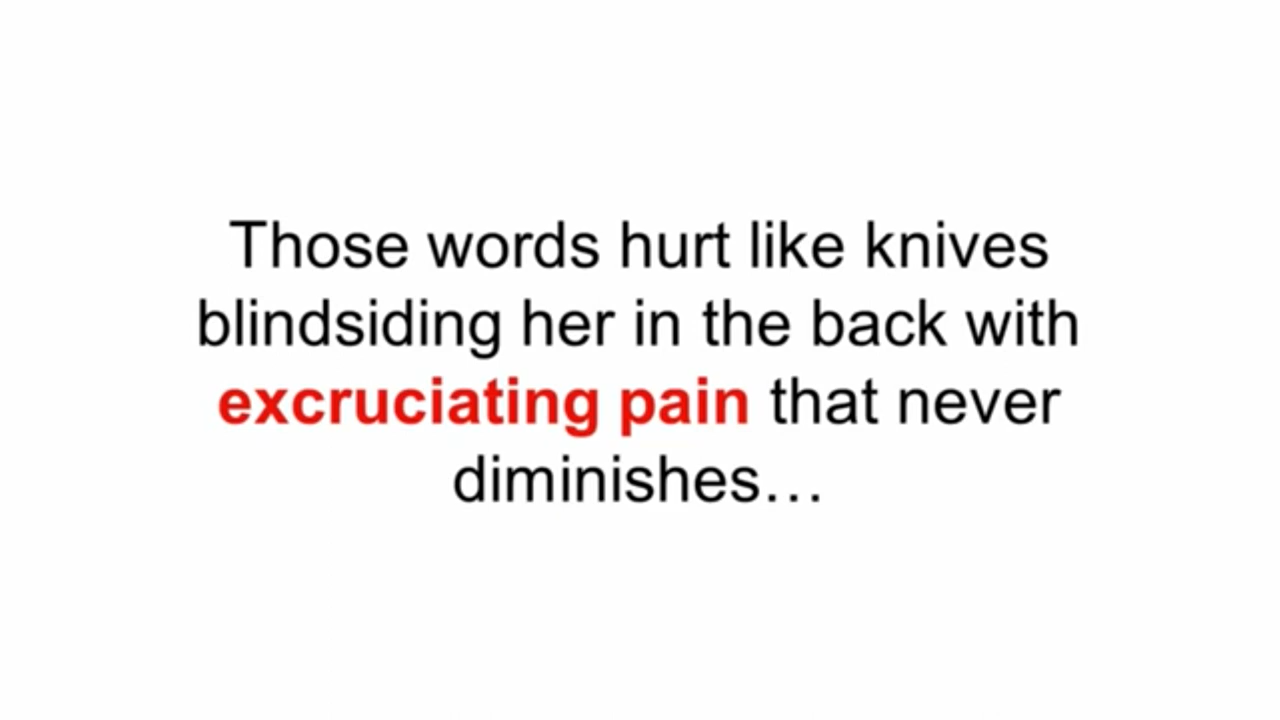 Those words hurt like knives
blindsiding her in the back with
excruciating pain that never
diminishes…